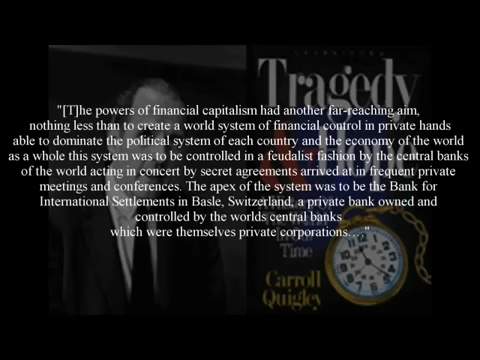 Tragedy
"[T]he powers of financial capitalism had another far-reaching aim,
nothing less than to create a world system of financial control in private hands
able to dominate the political system of each country and the economy of the world
as a whole this system was to be controlled in a feudalist fashion by the central banks
of the world acting in concert by secret agreements arrived at in frequent private
meetings and conferences. The apex of the system was to be the Bank for
International Settlements in Basle, Switzerland, a private bank owned and
controlled by the worlds central banks
which were themselves private corporations...."
Time
Carroll
Quigley